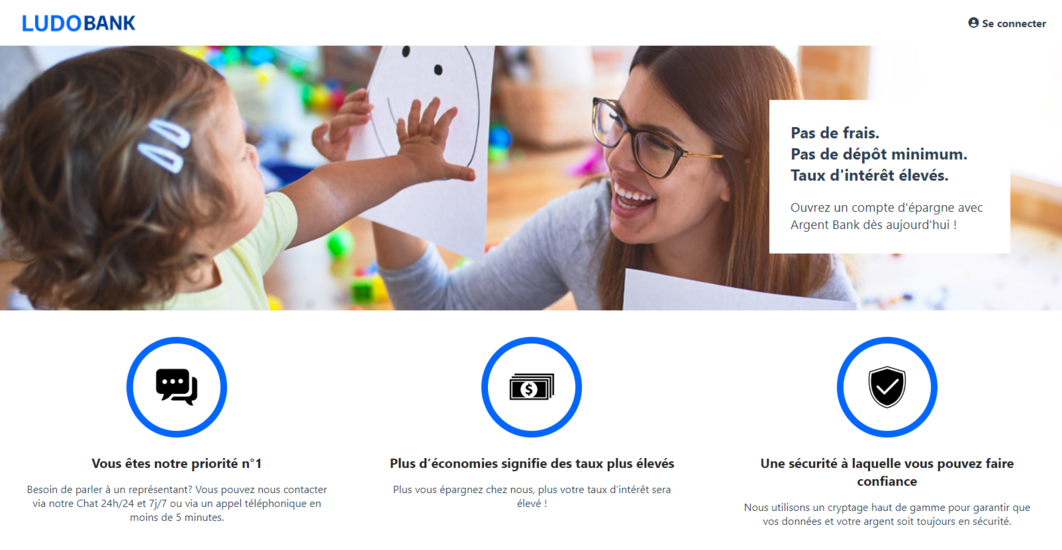 LUDOBANK
Se connecter
Pas de frais.
Pas de dépôt minimum.
Taux d'intérêt élevés.
Ouvrez un compte d'épargne avec
Argent Bank dès aujourd'hui !
Vous êtes notre priorité n°1
Besoin de parler à un représentant? Vous pouvez nous contacter
via notre Chat 24h/24 et 7j/7 ou via un appel téléphonique en
moins de 5 minutes.
Plus d’économies signifie des taux plus élevés
Plus vous épargnez chez nous, plus votre taux d’intérêt sera
élevé !
Une sécurité à laquelle vous pouvez faire
confiance
Nous utilisons un cryptage haut de gamme pour garantir que
vos données et votre argent soit toujours en sécurité.